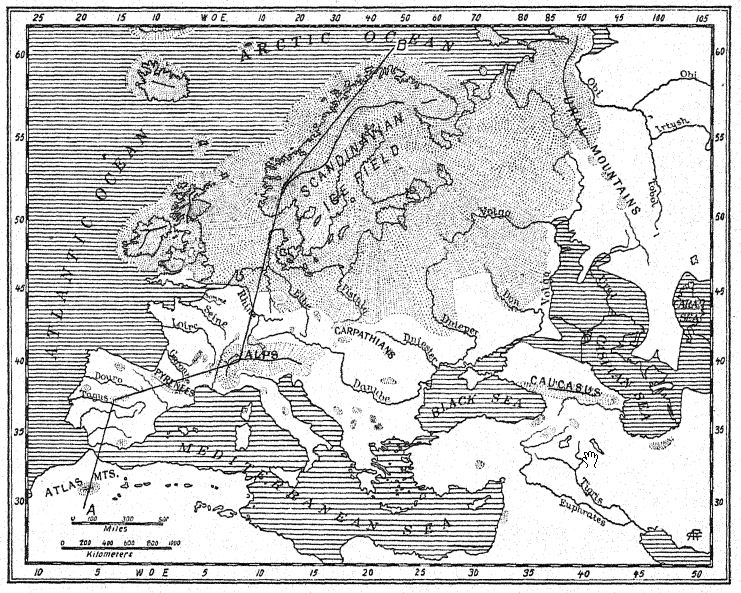 25 20 15 10 5 W O E. 5 10 20 30 40 50 60 70 80 85 90 95 100 105
ARCTIC OCEAN
B
60
60
Obi
Obi
Irtush
55
55
ATLANTIC OCEAN
SCANDINAVIAN
ICE FIELD
URAL MOUNTAINS
Tobol
50
50
Volga
45
45
Rhine
Elbe
Vistula
Don
Volga
Ural
ARAL
SEA
Seine
Loire
Dnieper
CARPATHIANS
Dniester
40
40
ALPS
Garonne
PYRENEES
Douro
Tagus
Danube
CAUCASUS
CASPIAN SEA
BLACK SEA
35
35
MEDITERRANEAN SEA
ATLAS MTS.
Tigris
Euphrates
30
30
A
0 100 300 500
Miles
0 200 400 600 800 1000
Kilometers
10 5 W O E 5 10 15 20 25 30 35 40 45 50